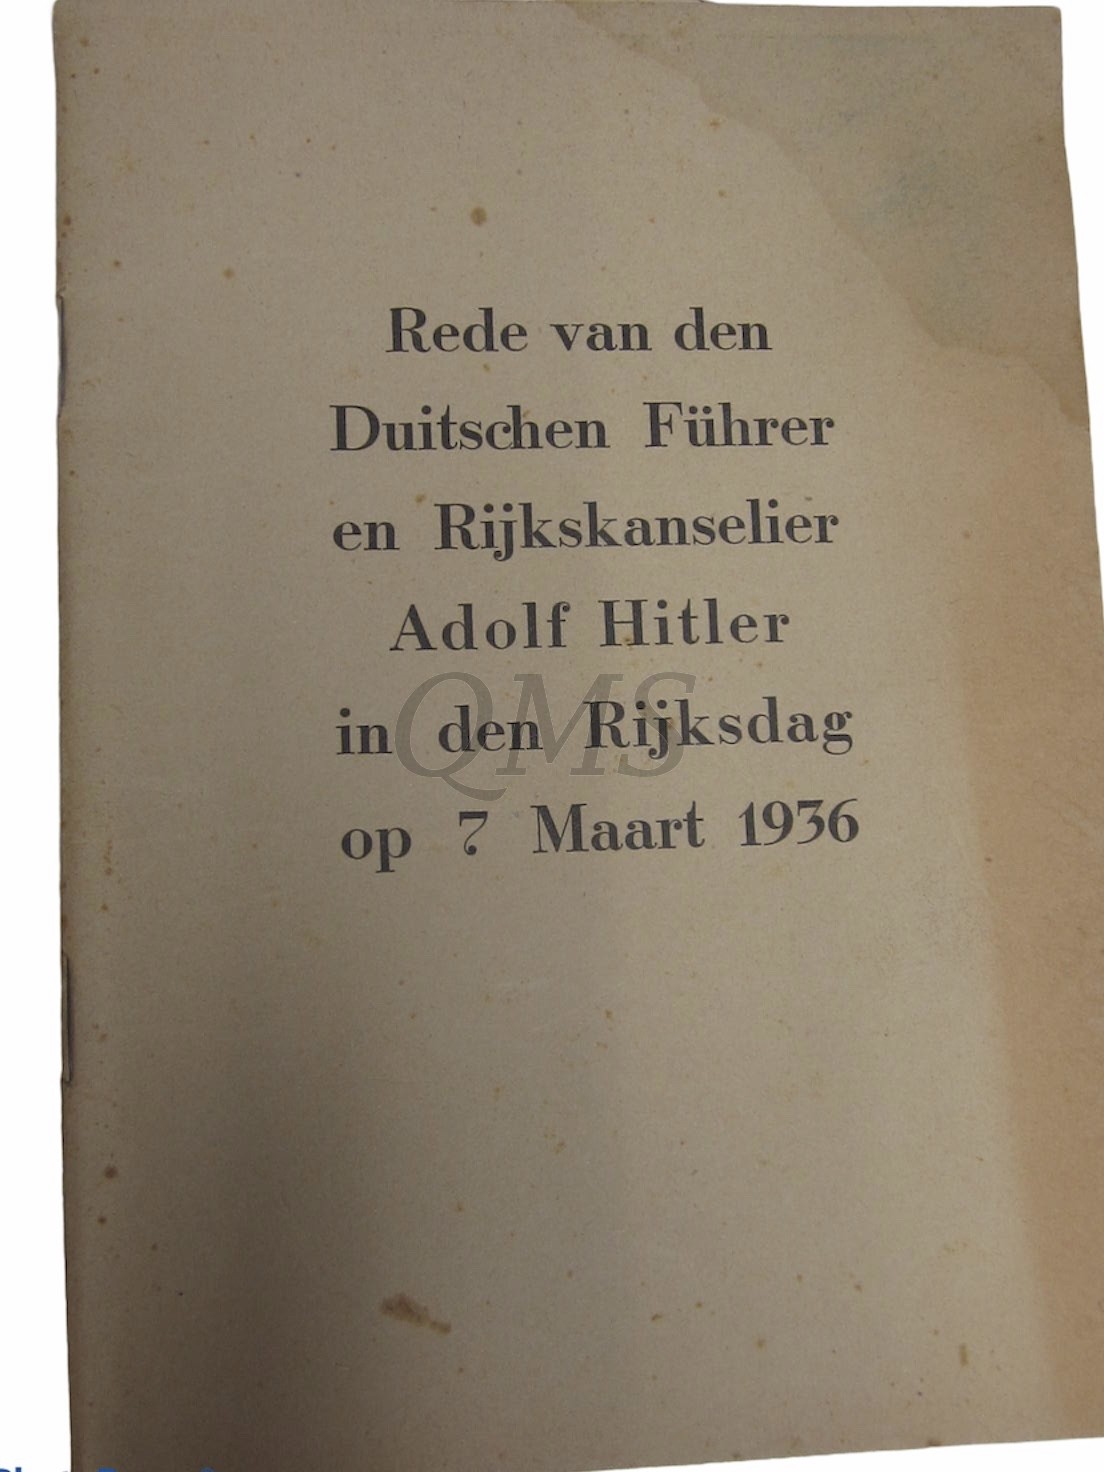 Rede van den
Duitschen Führer
en Rijkskanselier
Adolf Hitler
in den Rijksdag
QMS
op 7 Maart 1936